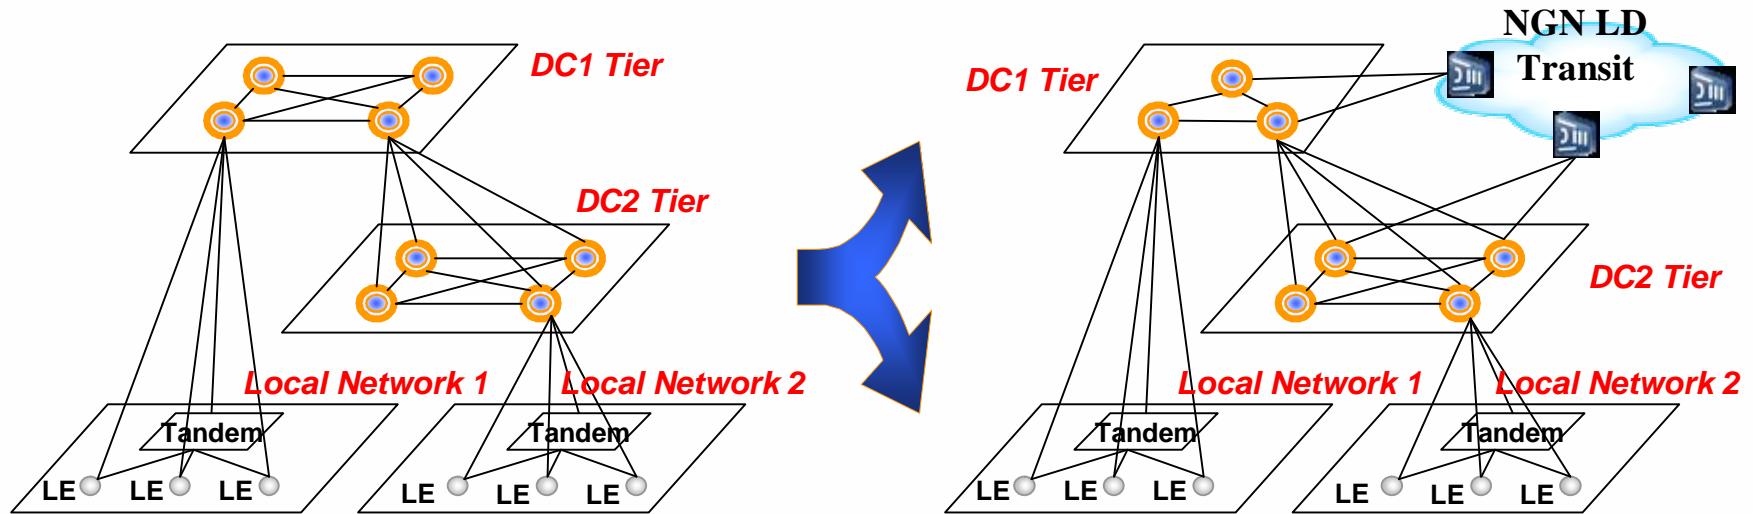 DC1 Tier
DC2 Tier
Local Network 1
Local Network 2
Tandem
Tandem
LE
LE
LE
LE
LE
LE
NGN LD
Transit
DC1 Tier
DC2 Tier
Local Network 1
Local Network 2
Tandem
Tandem
LE
LE
LE
LE
LE
LE